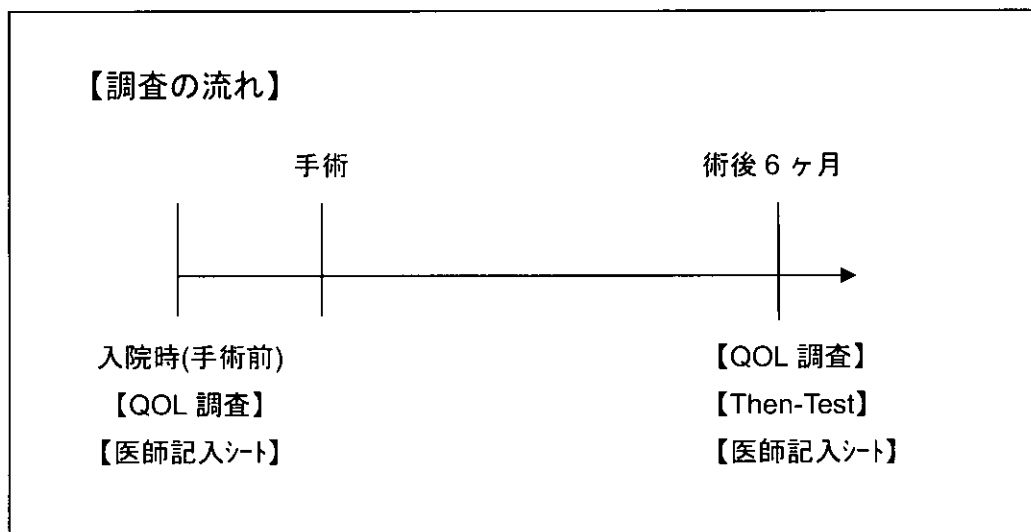 【調査の流れ】
手術
術後 6 ヶ月
入院時(手術前)
【QOL 調査】
【医師記入ｼｰﾄ】
【QOL 調査】
【Then-Test】
【医師記入ｼｰﾄ】